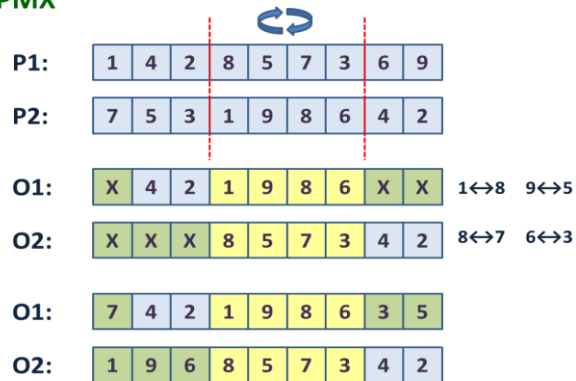 PMX
P1: 1 4 2 8 5 7 3 6 9
P2: 7 5 3 1 9 8 6 4 2
O1: X 4 2 1 9 8 6 X X 1↔8 9↔5
O2: X X X 8 5 7 3 4 2 8↔7 6↔3
O1: 7 4 2 1 9 8 6 3 5
O2: 1 9 6 8 5 7 3 4 2